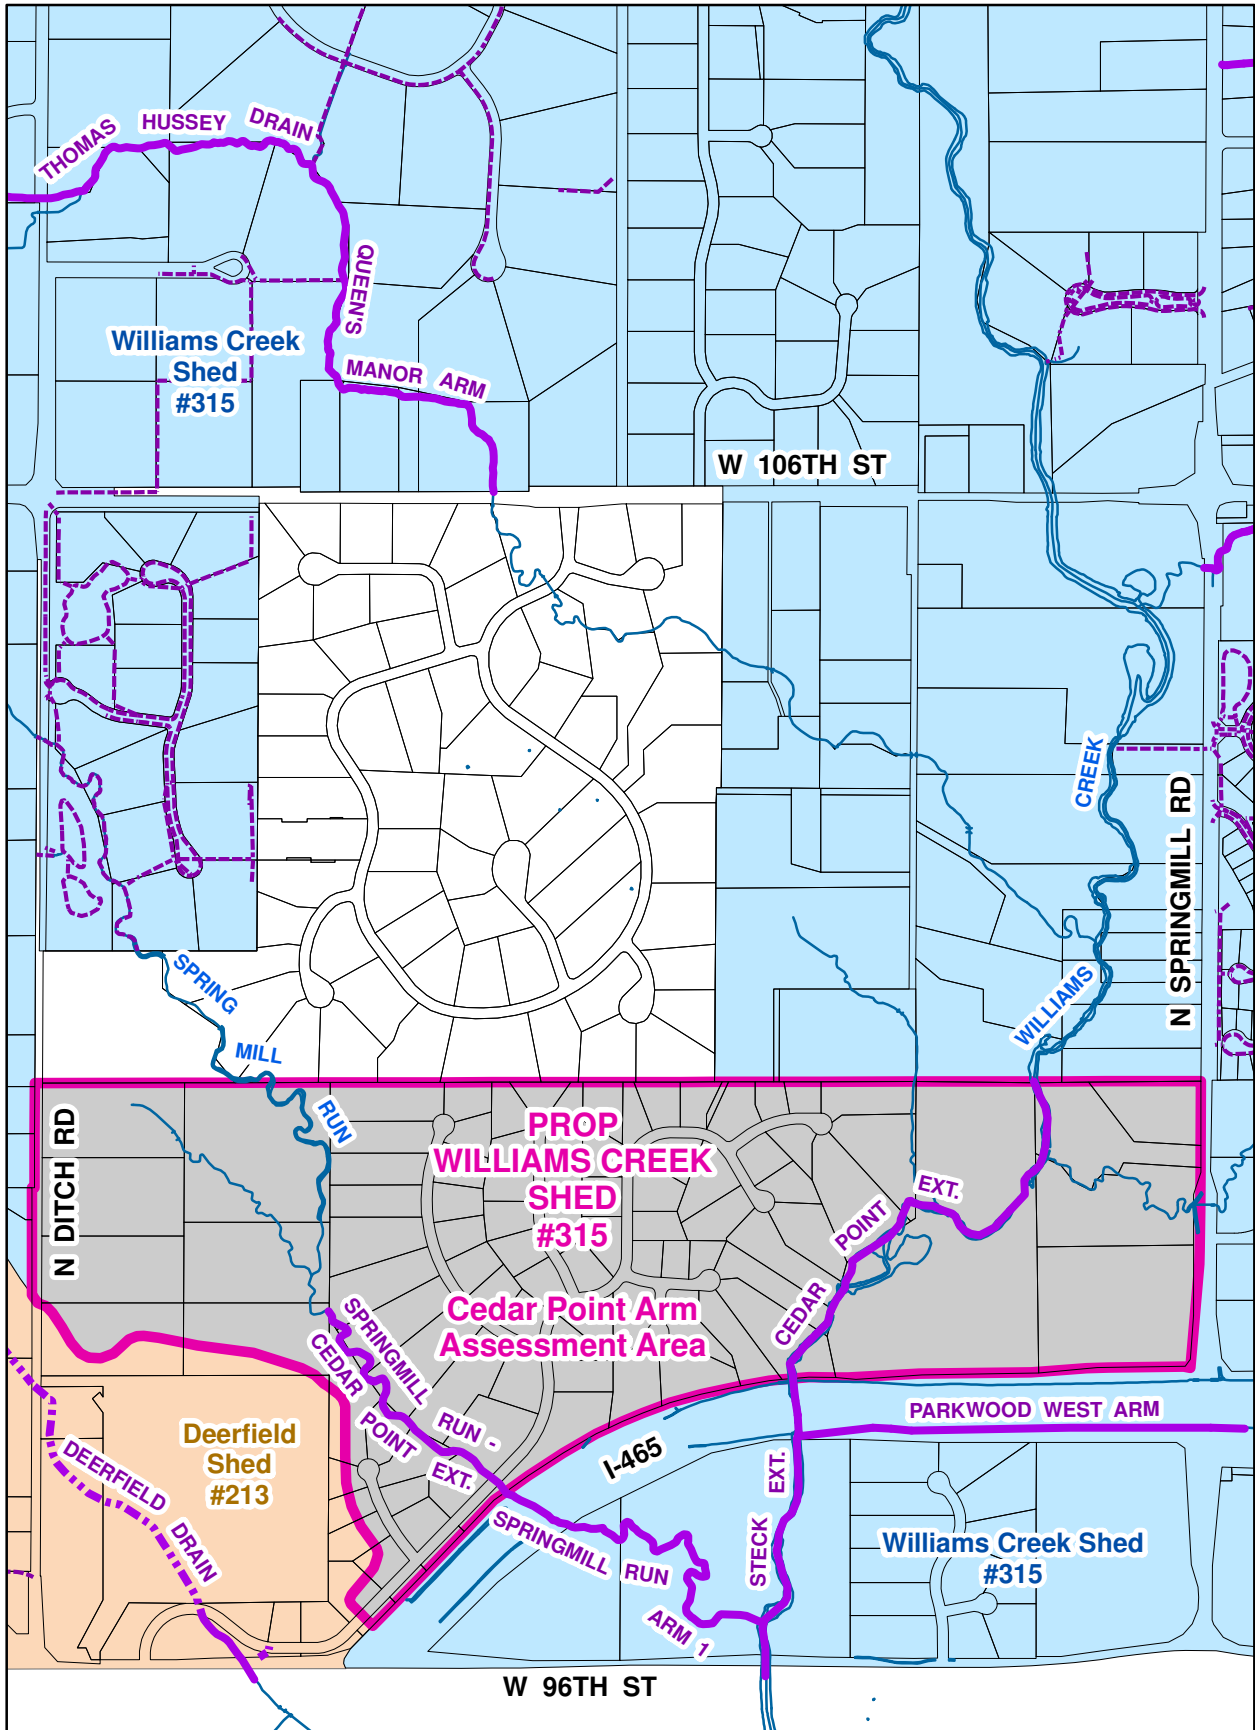 THOMAS HUSSEY DRAIN
QUEEN'S
MANOR ARM
Williams Creek
Shed
#315
W 106TH ST
CREEK
N SPRINGMILL RD
WILLIAMS
SPRING
MILL
RUN
N DITCH RD
PROP
WILLIAMS CREEK
SHED
#315
EXT.
POINT
CEDAR
Cedar Point Arm
Assessment Area
SPRINGMILL RUN -
CEDAR POINT EXT.
PARKWOOD WEST ARM
I-465
Deerfield
Shed
#213
DEERFIELD DRAIN
STECK EXT.
SPRINGMILL RUN
ARM 1
Williams Creek Shed
#315
W 96TH ST